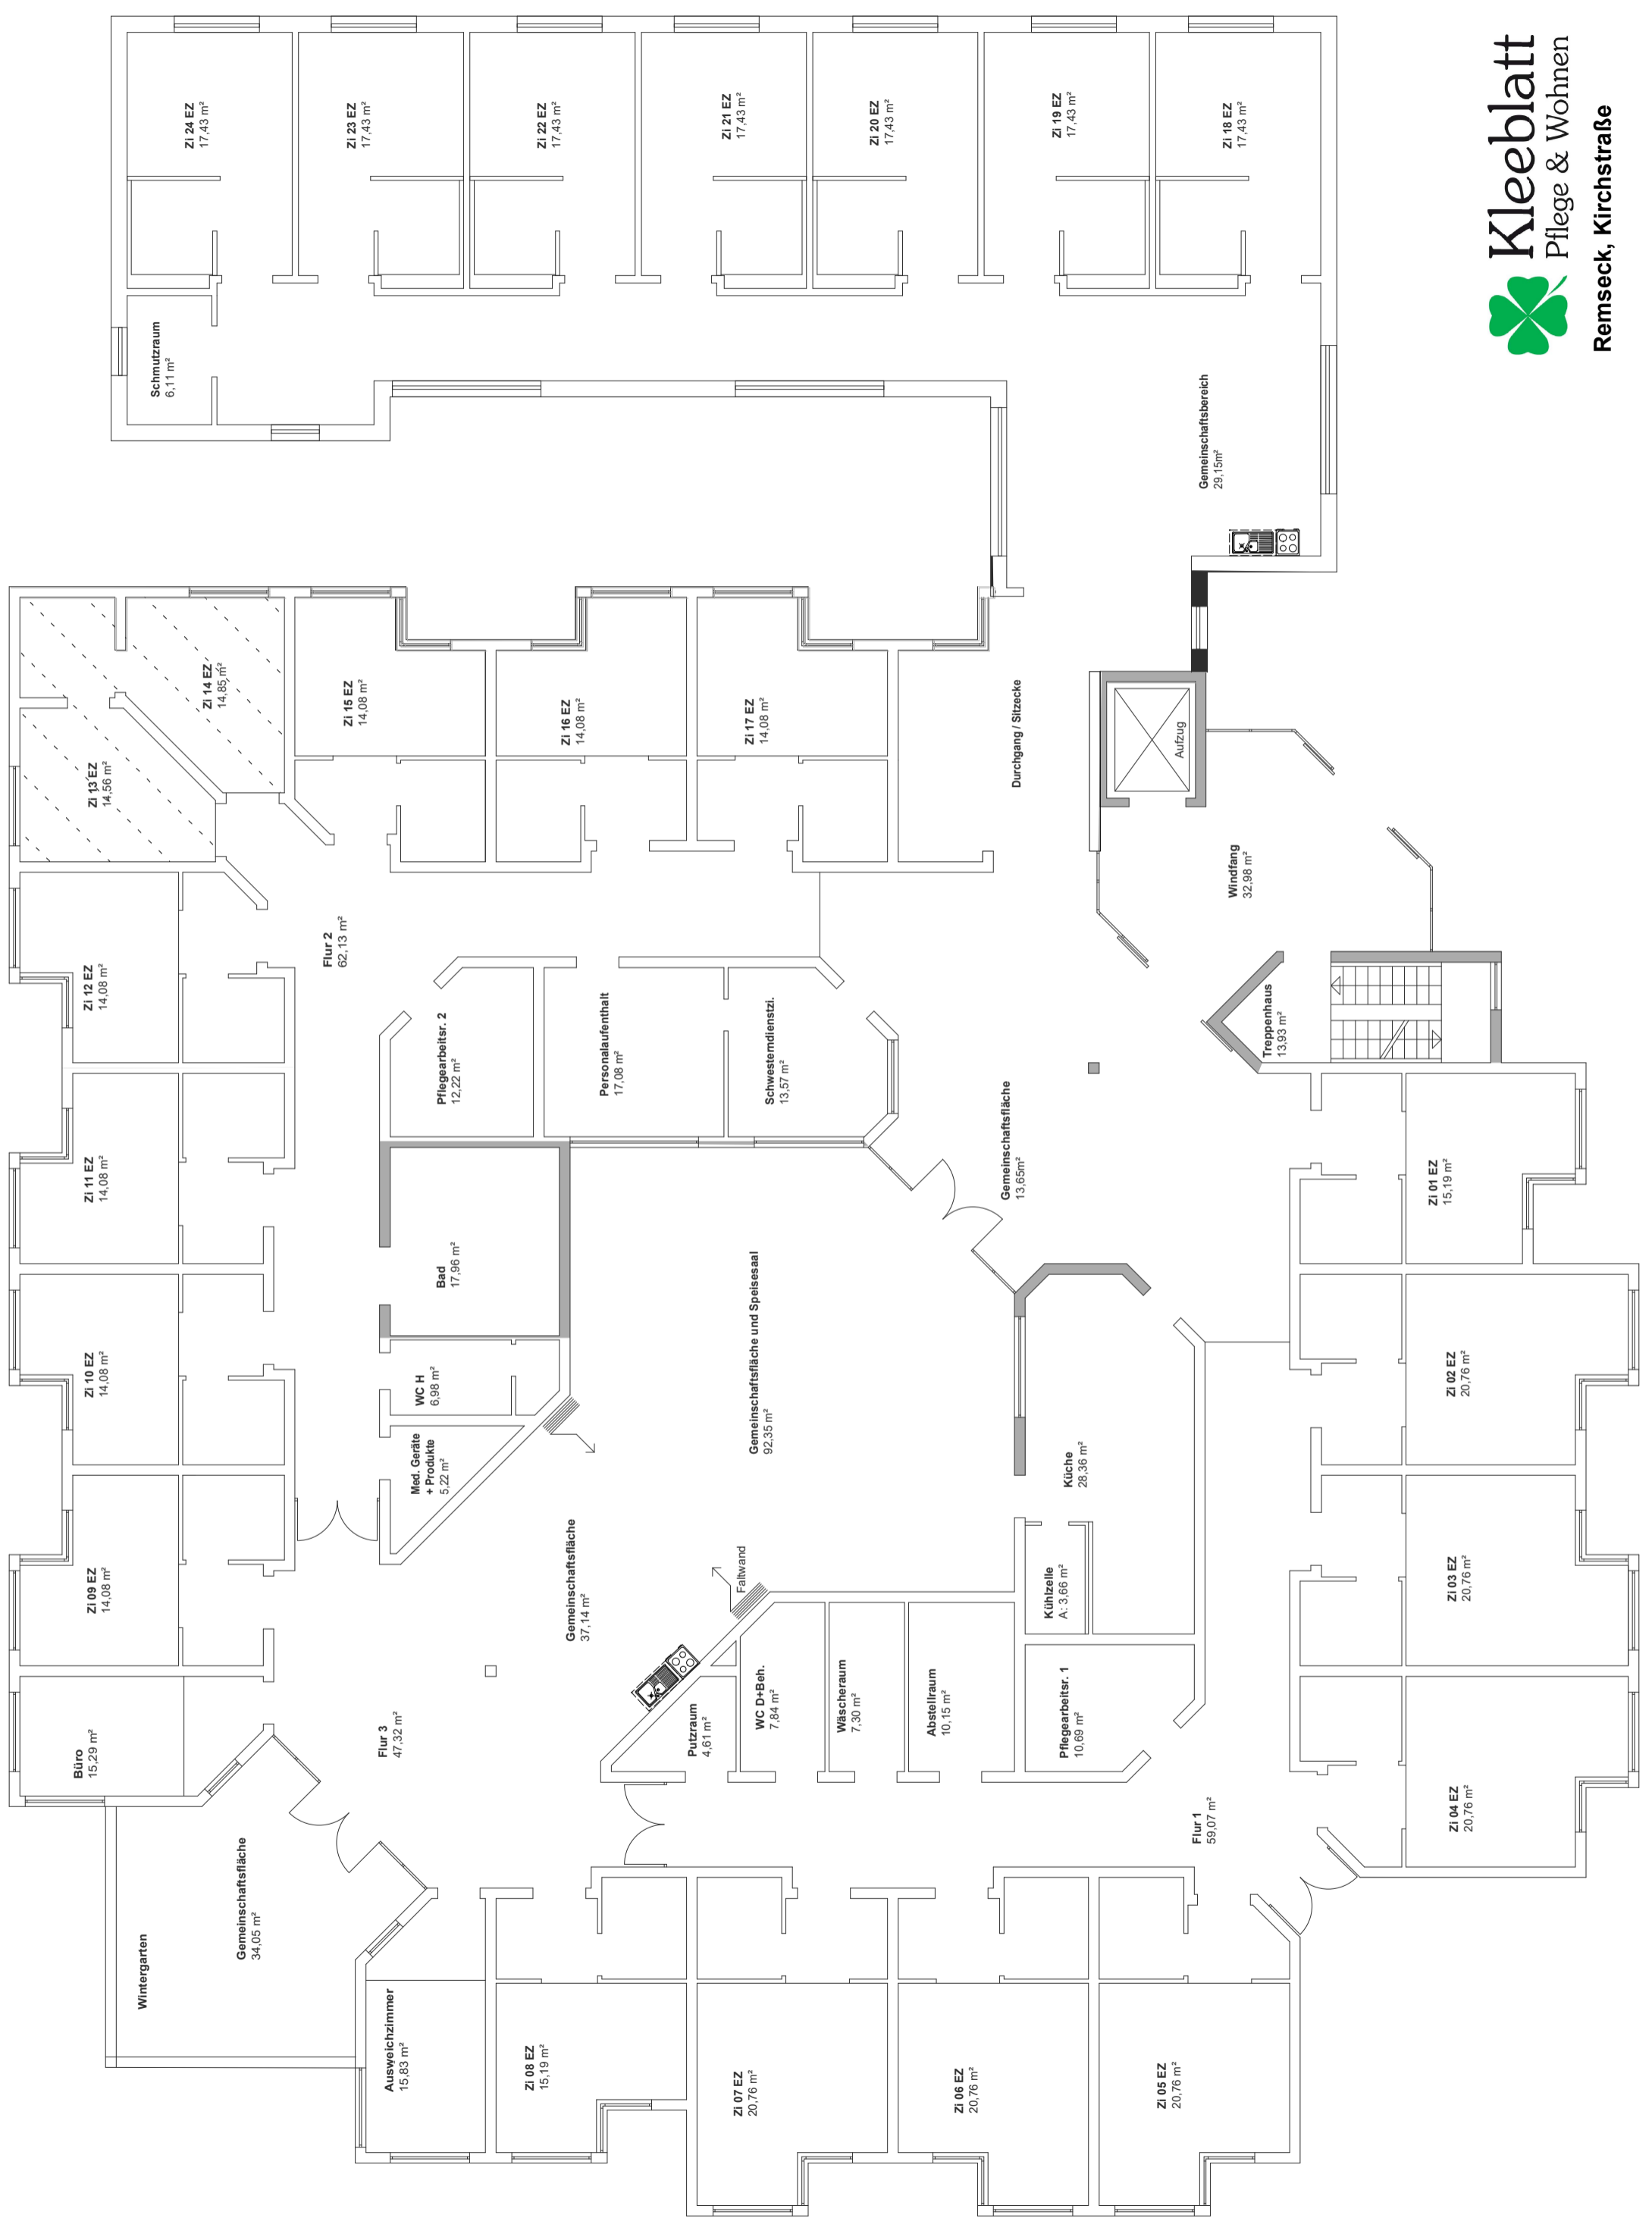 Kleeblatt
Pflege & Wohnen
Remseck, Kirchstraße
Zi 24 EZ
17,43 m²
Zi 23 EZ
17,43 m²
Zi 22 EZ
17,43 m²
Zi 21 EZ
17,43 m²
Zi 20 EZ
17,43 m²
Zi 19 EZ
17,43 m²
Zi 18 EZ
17,43 m²
Schmutzraum
6,11 m²
Gemeinschaftsbereich
29,15m²
Zi 13 EZ
14,56 m²
Zi 14 EZ
14,85 m²
Zi 15 EZ
14,08 m²
Zi 16 EZ
14,08 m²
Zi 17 EZ
14,08 m²
Durchgang / Sitzecke
Aufzug
Windfang
32,98 m²
Treppenhaus
13,93 m²
Zi 12 EZ
14,08 m²
Flur 2
62,13 m²
Pflegearbeitsr. 2
12,22 m²
Personalaufenthalt
17,08 m²
Schwesterndienstzi.
13,57 m²
Gemeinschaftsfläche
13,65m²
Zi 11 EZ
14,08 m²
Bad
17,96 m²
Zi 01 EZ
15,19 m²
Zi 10 EZ
14,08 m²
WC H
6,98 m²
Med. Geräte
+ Produkte
5,22 m²
Gemeinschaftsfläche und Speisesaal
92,35 m²
Küche
28,36 m²
Zi 02 EZ
20,76 m²
Zi 09 EZ
14,08 m²
Gemeinschaftsfläche
37,14 m²
Faltwand
Kühlzelle
A: 3,66 m²
Zi 03 EZ
20,76 m²
Büro
15,29 m²
Flur 3
47,32 m²
Putzraum
4,61 m²
WC D+Beh.
7,84 m²
Wäscheraum
7,30 m²
Abstellraum
10,15 m²
Pflegearbeitsr. 1
10,69 m²
Flur 1
59,07 m²
Zi 04 EZ
20,76 m²
Wintergarten
Gemeinschaftsfläche
34,05 m²
Ausweichzimmer
15,83 m²
Zi 08 EZ
15,19 m²
Zi 07 EZ
20,76 m²
Zi 06 EZ
20,76 m²
Zi 05 EZ
20,76 m²